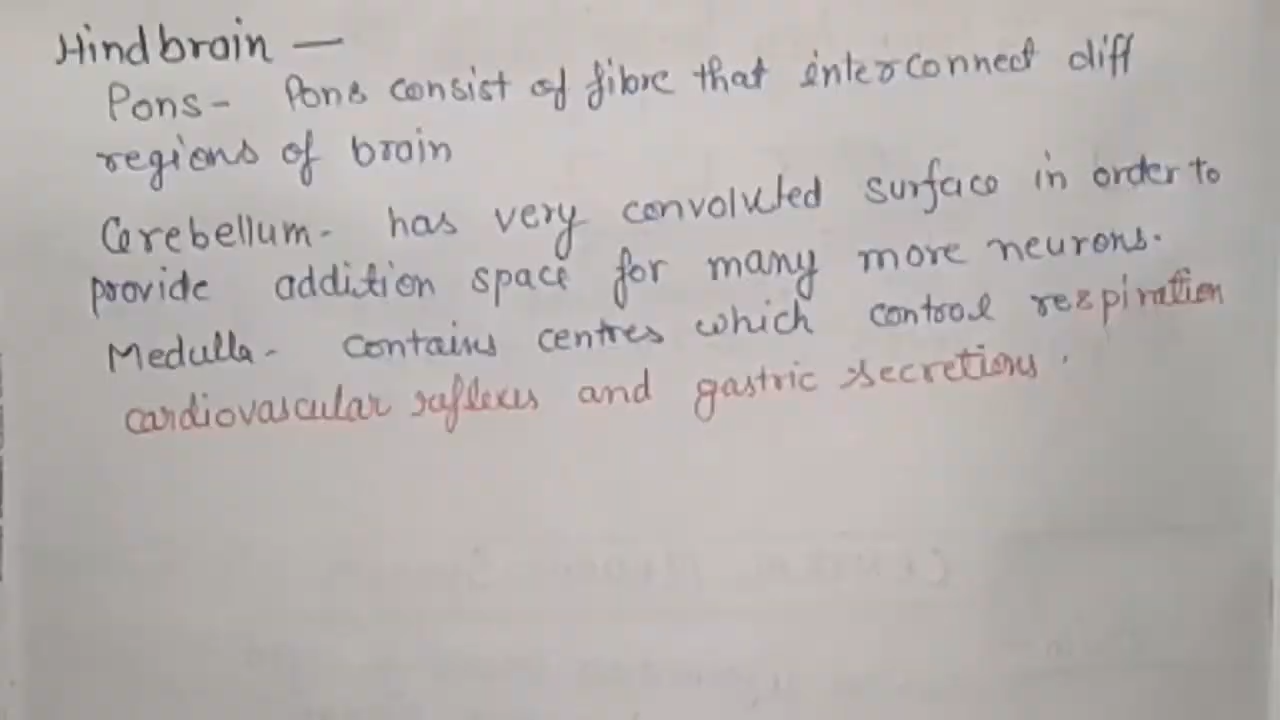 Hindbrain —
Pons - Pons consist of fibre that interconnect diff
regions of brain
Cerebellum - has very convoluted surface in order to
provide addition space for many more neurons.
Medulla - contains centres which control respiration
cardiovascular reflexes and gastric secretions.